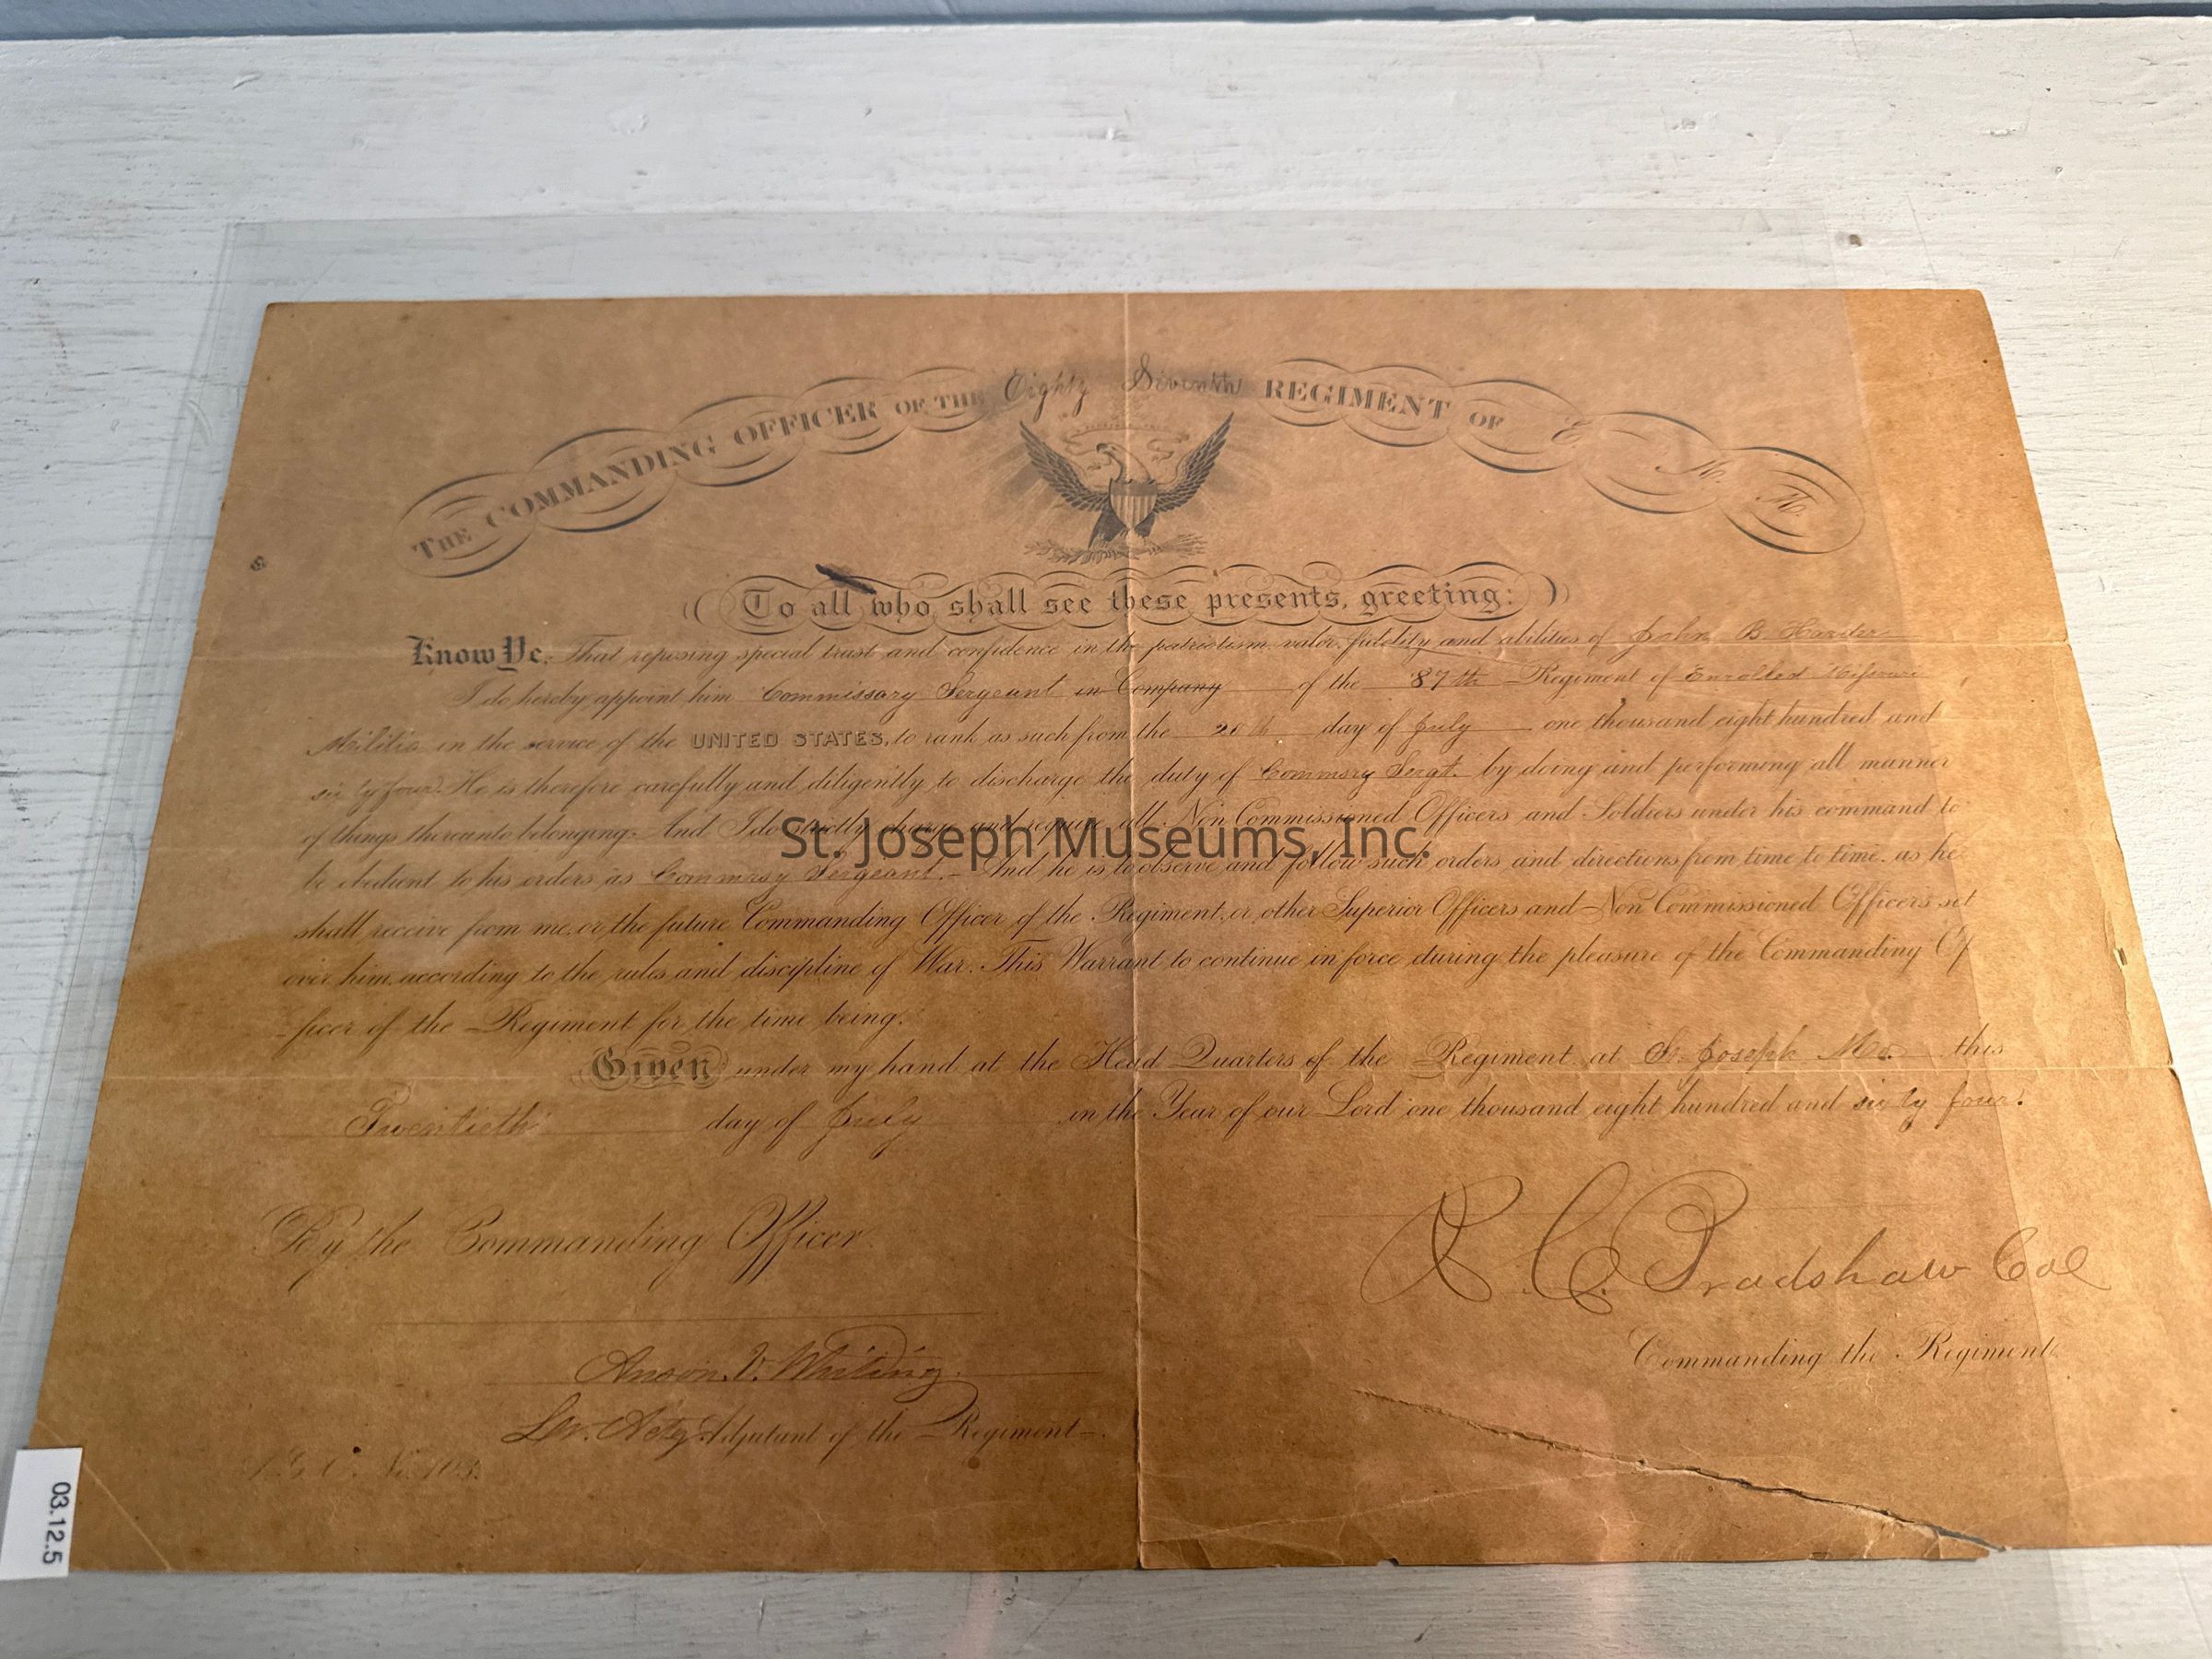 THE COMMANDING OFFICER OF THE Eighty Seventh REGIMENT OF E. M. M.
To all who shall see these presents, greeting:
Know Ye, That reposing special trust and confidence in the patriotism, valor, fidelity and abilities of John B
I do hereby appoint him Commissary Sergeant in Company of the 87th Regiment of Enrolled Missouri
Militia in the service of the UNITED STATES, to rank as such from the 20th day of July one thousand eight hundred and
sixty four. He is therefore carefully and diligently to discharge the duty of Commsry Sergt. by doing and performing all manner
of things thereunto belonging. And I do strictly charge and require all Non Commissioned Officers and Soldiers under his command to
be obedient to his orders as Commrsy Sergeant. And he is to observe and follow such orders and directions from time to time, as he
shall receive from me, or the future Commanding Officer of the Regiment, or other Superior Officers and Non Commissioned Officers set
over him, according to the rules and discipline of War. This Warrant to continue in force during the pleasure of the Commanding Of
-ficer of the Regiment for the time being.
Given under my hand at the Head Quarters of the Regiment at St. Joseph Mo. this
Twentieth day of July in the Year of our Lord one thousand eight hundred and sixty four.
By the Commanding Officer
C. Bradshaw Col
Commanding the Regiment
Anson V. Whiting
Actg. Adjutant of the Regiment.
03.12.5
St. Joseph Museums, Inc.